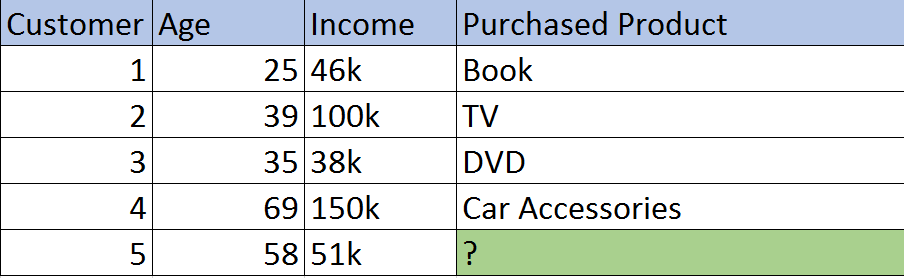 Customer Age Income Purchased Product
1 25 46k Book
2 39 100k TV
3 35 38k DVD
4 69 150k Car Accessories
5 58 51k ?